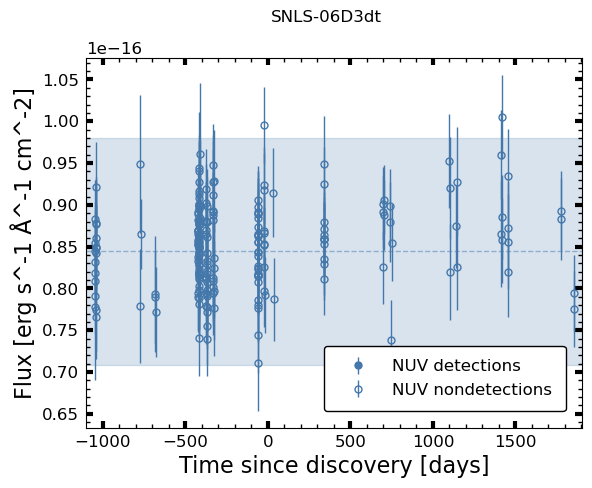 SNLS-06D3dt
1e−16
1.05
1.00
0.95
0.90
0.85
0.80
0.75
0.70
0.65
Flux [erg s^-1 Å^-1 cm^-2]
NUV detections
NUV nondetections
−1000 −500 0 500 1000 1500
Time since discovery [days]